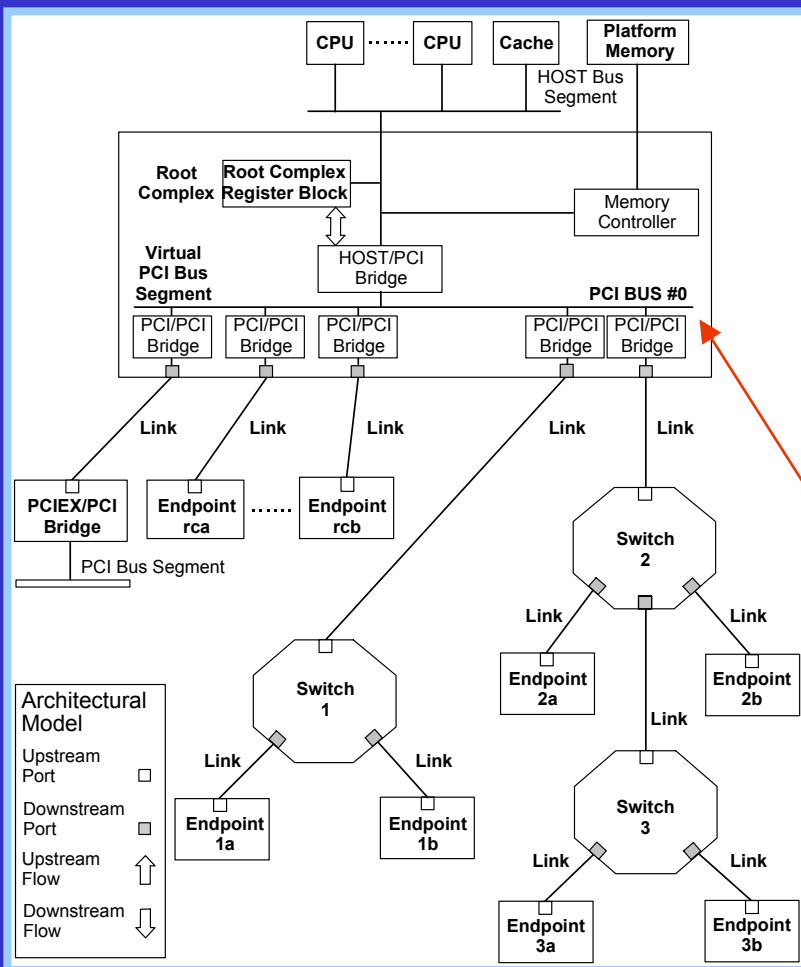 CPU ...... CPU
Cache
Platform
Memory
HOST Bus
Segment
Root
Complex
Root Complex
Register Block
Memory
Controller
Virtual
PCI Bus
Segment
HOST/PCI
Bridge
PCI BUS #0
PCI/PCI
Bridge
PCI/PCI
Bridge
PCI/PCI
Bridge
PCI/PCI
Bridge
PCI/PCI
Bridge
Link
Link
Link
Link
Link
PCIEX/PCI
Bridge
Endpoint
rca
......
Endpoint
rcb
PCI Bus Segment
Switch
2
Link
Link
Endpoint
2a
Endpoint
2b
Link
Switch
1
Link
Link
Endpoint
1a
Endpoint
1b
Switch
3
Link
Link
Endpoint
3a
Endpoint
3b
Architectural
Model
Upstream
Port
Downstream
Port
Upstream
Flow
Downstream
Flow